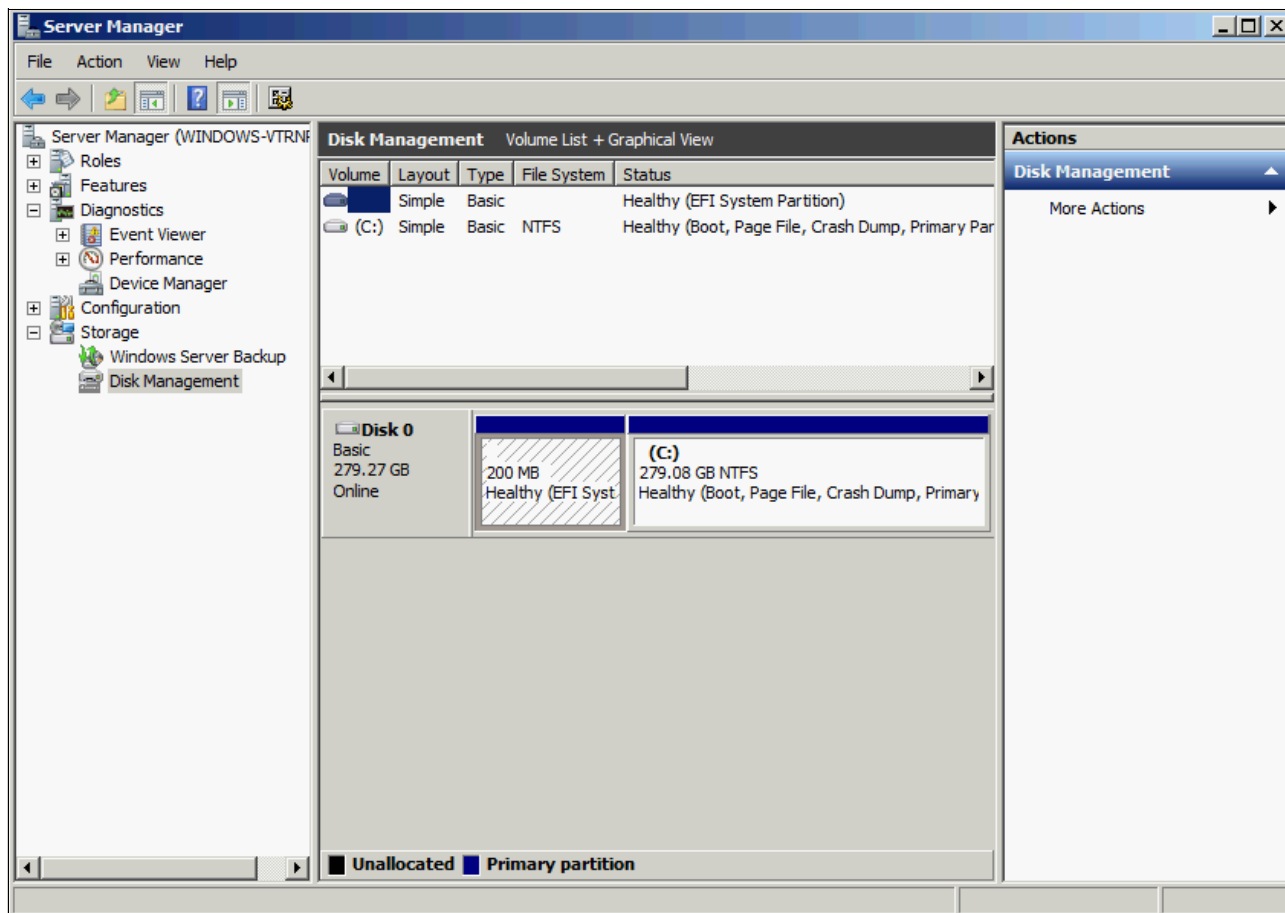 Server Manager
File Action View Help
Server Manager (WINDOWS-VTRNF
Roles
Features
Diagnostics
Event Viewer
Performance
Device Manager
Configuration
Storage
Windows Server Backup
Disk Management
Disk Management Volume List + Graphical View
Volume Layout Type File System Status
Simple Basic Healthy (EFI System Partition)
(C:) Simple Basic NTFS Healthy (Boot, Page File, Crash Dump, Primary Par
Disk 0
Basic
279.27 GB
Online
200 MB
Healthy (EFI Syst
(C:)
279.08 GB NTFS
Healthy (Boot, Page File, Crash Dump, Primary
Unallocated Primary partition
Actions
Disk Management
More Actions